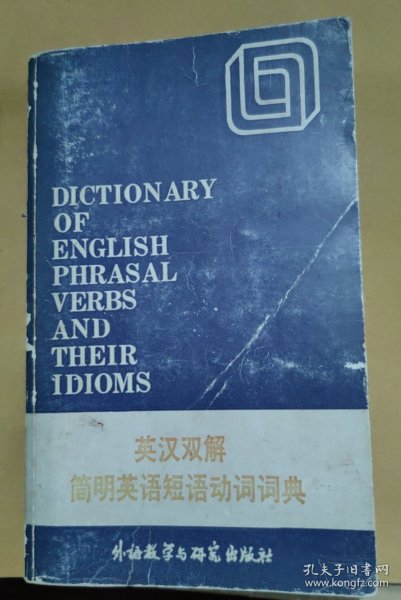 DICTIONARY
OF
ENGLISH
PHRASAL
VERBS
AND
THEIR
IDIOMS
英汉双解
简明英语短语动词词典
外语教学与研究出版社
孔夫子旧书网
www.kongfz.com